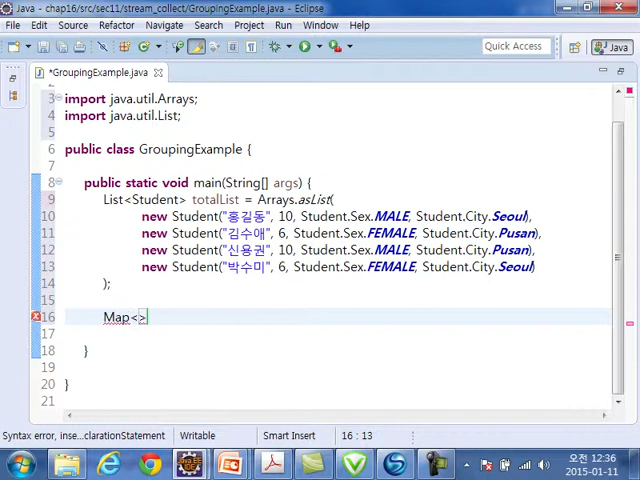 Java - chap16/src/sec11/stream_collect/GroupingExample.java - Eclipse
File Edit Source Refactor Navigate Search Project Run Window Help
Quick Access Java
*GroupingExample.java
3 import java.util.Arrays;
4 import java.util.List;
5
6 public class GroupingExample {
7
8 public static void main(String[] args) {
9 List<Student> totalList = Arrays.asList(
10 new Student("홍길동", 10, Student.Sex.MALE, Student.City.Seoul),
11 new Student("김수애", 6, Student.Sex.FEMALE, Student.City.Pusan),
12 new Student("신용권", 10, Student.Sex.MALE, Student.City.Pusan),
13 new Student("박수미", 6, Student.Sex.FEMALE, Student.City.Seoul)
14 );
15
16 Map<>
17
18 }
19
20 }
21
Syntax error, inse...clarationStatement Writable Smart Insert 16 : 13
오전 12:36
2015-01-11